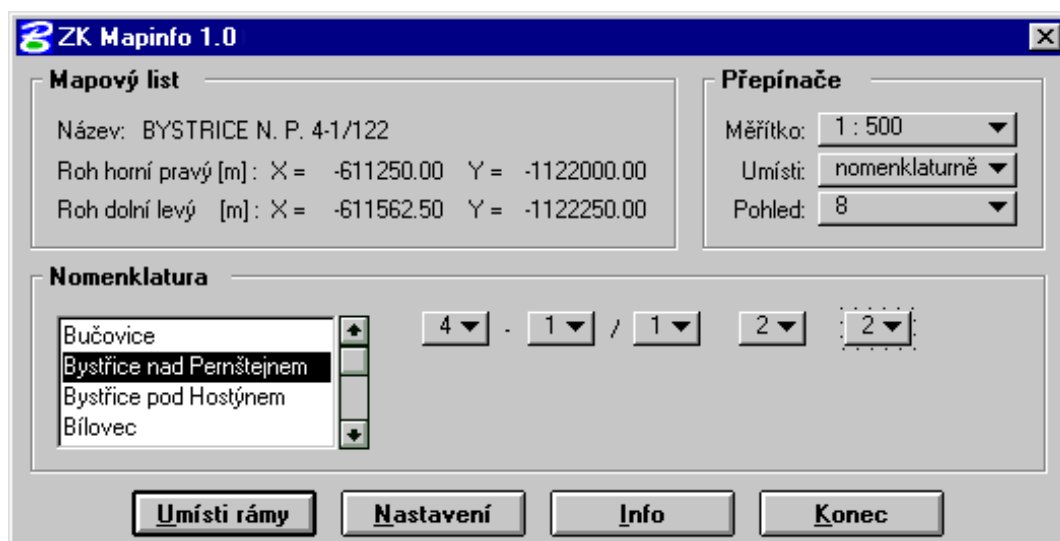 ZK Mapinfo 1.0
Mapový list
Název: BYSTRICE N. P. 4-1/122
Roh horní pravý [m] : X = -611250.00 Y = -1122000.00
Roh dolní levý [m] : X = -611562.50 Y = -1122250.00
Přepínače
Měřítko: 1 : 500
Umísti: nomenklaturně
Pohled: 8
Nomenklatura
Bučovice
Bystřice nad Pernštejnem
Bystřice pod Hostýnem
Bílovec
4 - 1 / 1 2 2
Umísti rámy Nastavení Info Konec